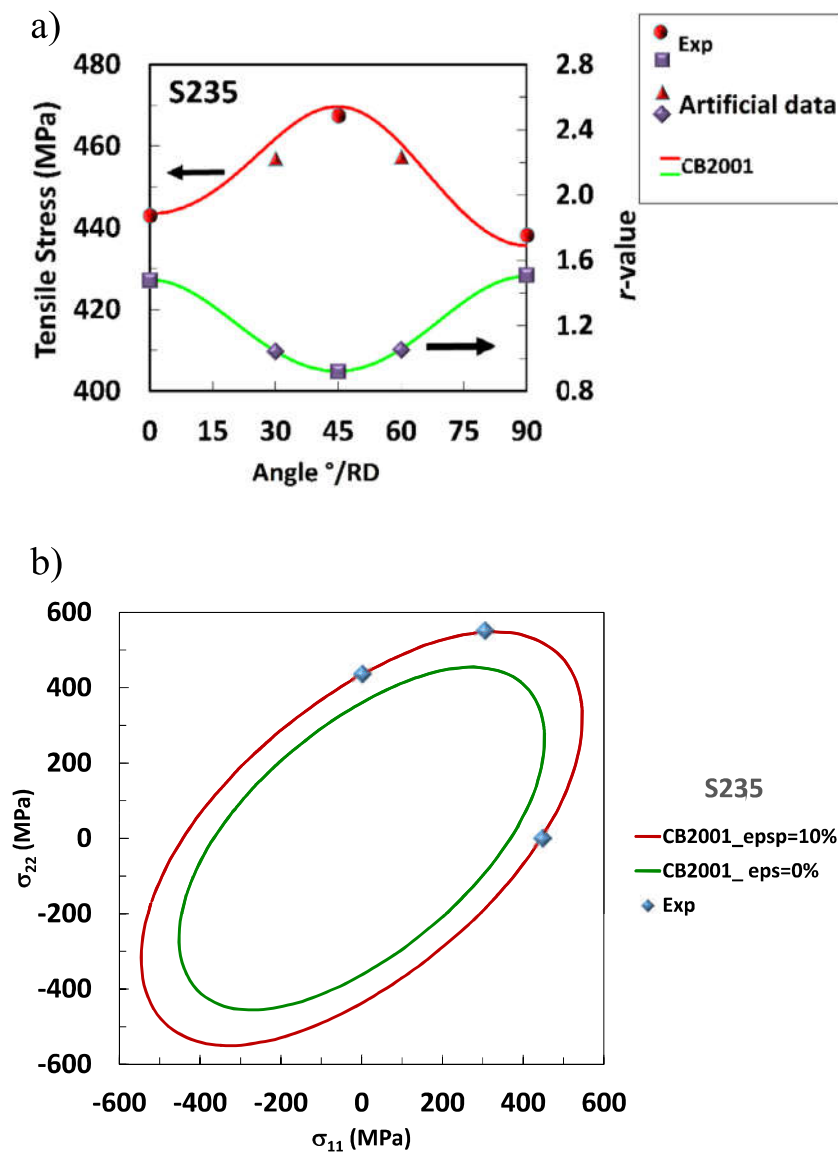 a)
Exp
Artificial data
CB2001
S235
480
460
440
420
400
Tensile Stress (MPa)
2.8
2.4
2.0
1.6
1.2
0.8
r-value
0 15 30 45 60 75 90
Angle °/RD
b)
600
400
200
0
-200
-400
-600
σ22 (MPa)
-600 -400 -200 0 200 400 600
σ11 (MPa)
S235
CB2001_epsp=10%
CB2001_ eps=0%
Exp